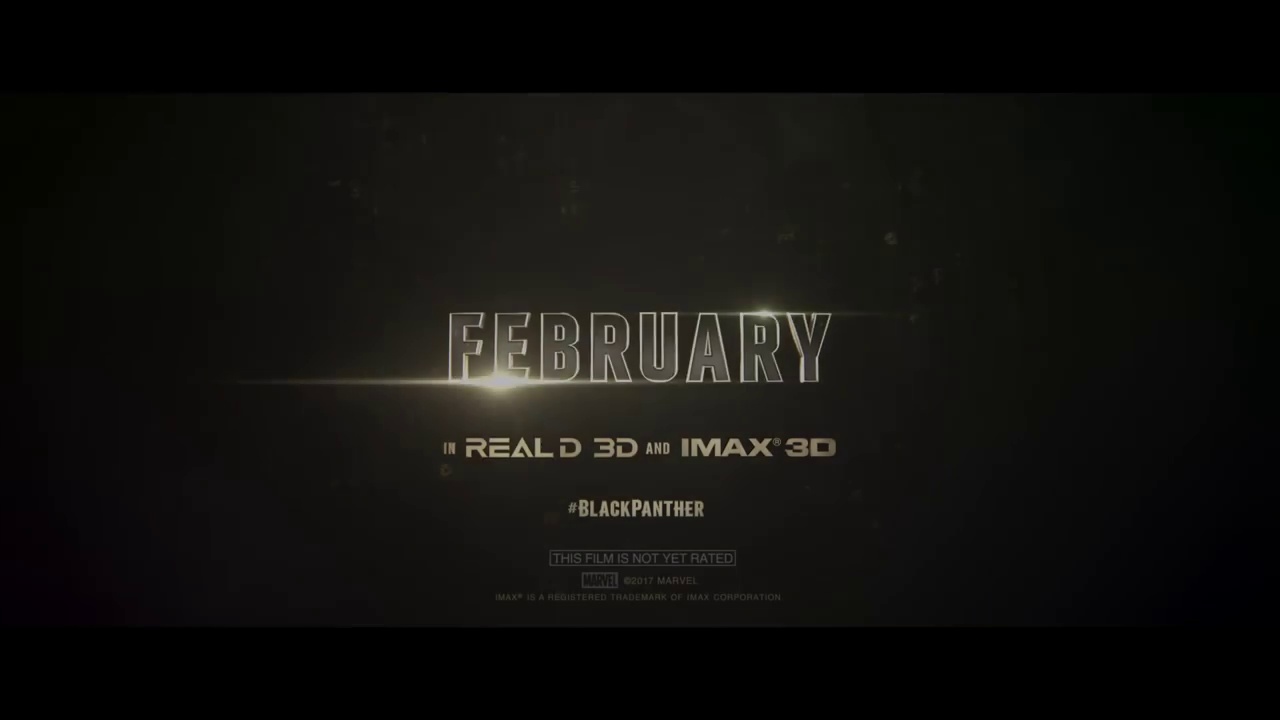 FEBRUARY
IN REAL D 3D AND IMAX® 3D
#BLACKPANTHER
THIS FILM IS NOT YET RATED
MARVEL ©2017 MARVEL
IMAX® IS A REGISTERED TRADEMARK OF IMAX CORPORATION